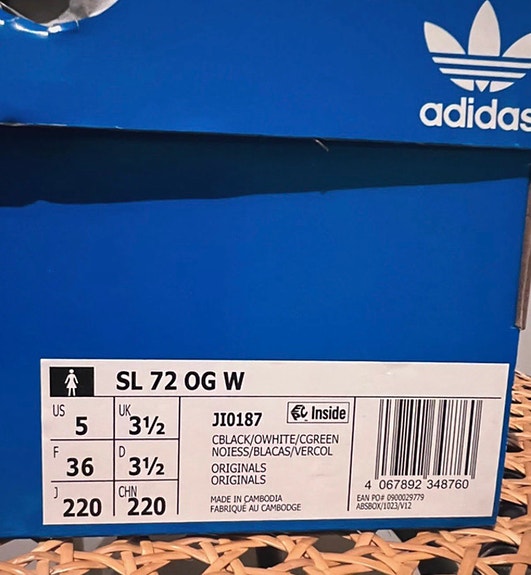 adidas
SL 72 OG W
US 5 UK 3½
F 36 D 3½
J 220 CHN 220
JI0187 Inside
CBLACK/OWHITE/CGREEN
NOIESS/BLACAS/VERCOL
ORIGINALS
ORIGINALS
MADE IN CAMBODIA
FABRIQUÉ AU CAMBODGE
4 067892 348760
EAN PO# 0900029779
ABSBOX/1023/V12